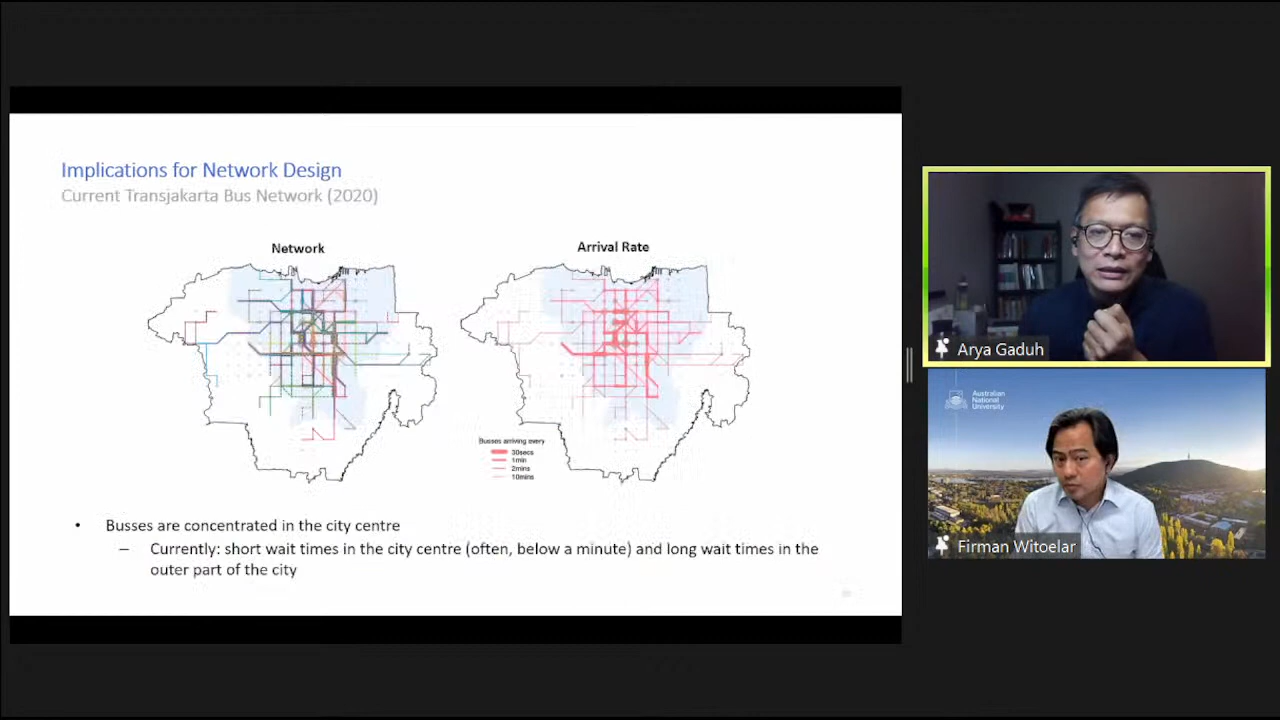 Implications for Network Design
Current Transjakarta Bus Network (2020)
Network
Arrival Rate
Busses arriving every
30secs
1min
2mins
10mins
• Busses are concentrated in the city centre
– Currently: short wait times in the city centre (often, below a minute) and long wait times in the
outer part of the city
Arya Gaduh
Australian
National
University
Firman Witoelar